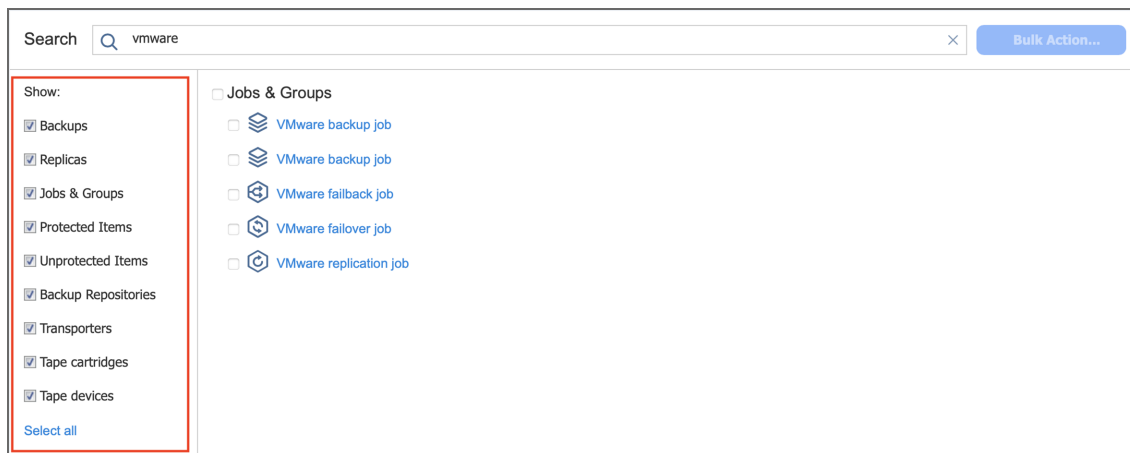 Search
vmware
Bulk Action...
Show:
Backups
Replicas
Jobs & Groups
Protected Items
Unprotected Items
Backup Repositories
Transporters
Tape cartridges
Tape devices
Select all
Jobs & Groups
VMware backup job
VMware backup job
VMware failback job
VMware failover job
VMware replication job